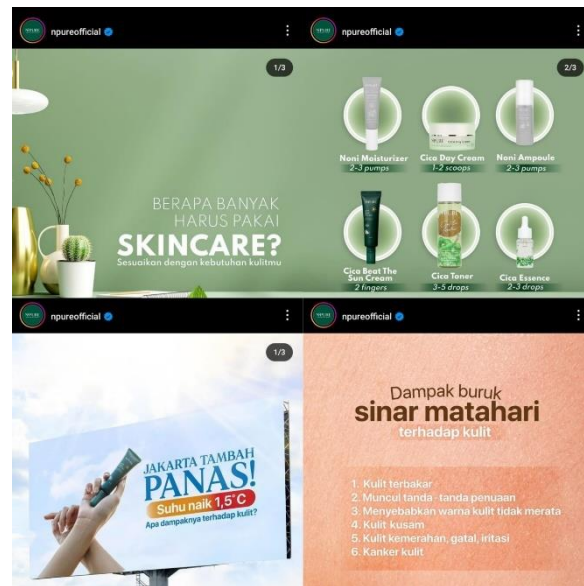 npureofficial
1/3
BERAPA BANYAK
HARUS PAKAI
SKINCARE?
Sesuaikan dengan kebutuhan kulitmu
npureofficial
2/3
Noni Moisturizer
2-3 pumps
Cica Day Cream
1-2 scoops
Noni Ampoule
2-3 pumps
Cica Beat The
Sun Cream
2 fingers
Cica Toner
3-5 drops
Cica Essence
2-3 drops
npureofficial
1/3
JAKARTA TAMBAH
PANAS!
Suhu naik 1,5°C
Apa dampaknya terhadap kulit?
npureofficial
Dampak buruk
sinar matahari
terhadap kulit
1. Kulit terbakar
2. Muncul tanda - tanda penuaan
3. Menyebabkan warna kulit tidak merata
4. Kulit kusam
5. Kulit kemerahan, gatal, iritasi
6. Kanker kulit